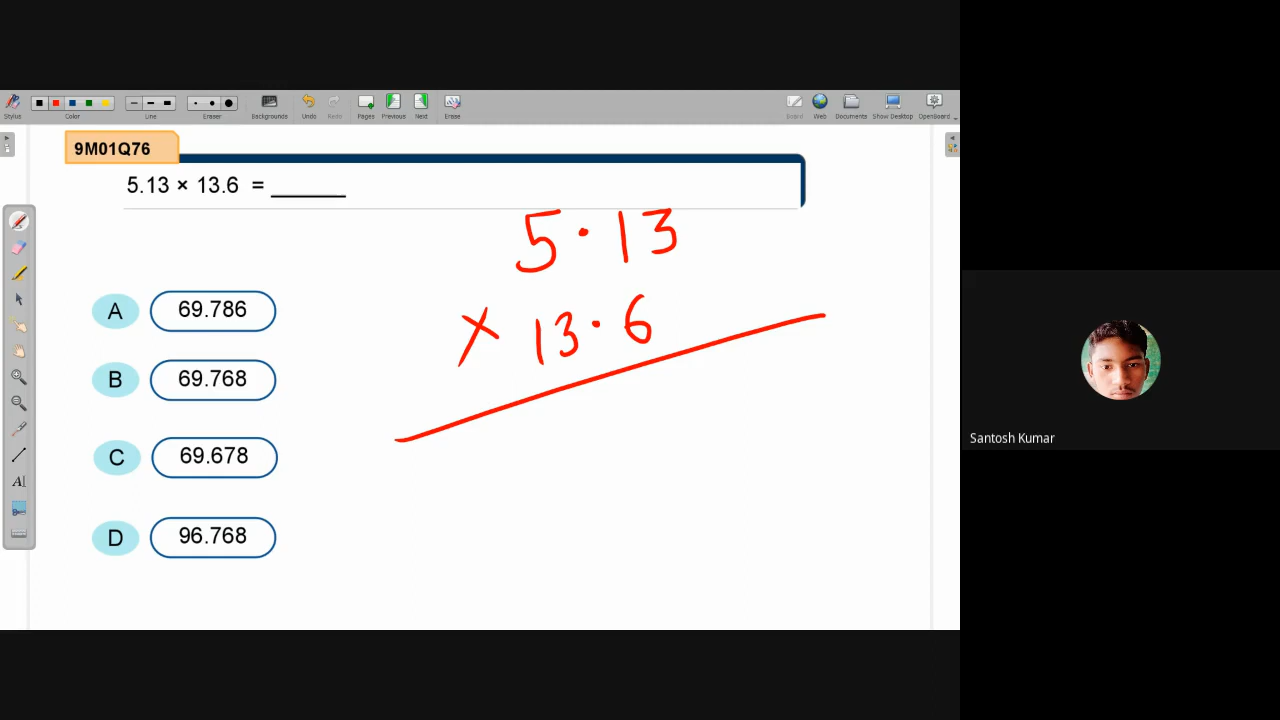 Stylus Color Line Eraser Backgrounds Undo Redo Pages Previous Next Erase Board Web Documents Show Desktop OpenBoard
9M01Q76
5.13 × 13.6 = ______
5.13
× 13.6
A 69.786
B 69.768
C 69.678
D 96.768
Santosh Kumar